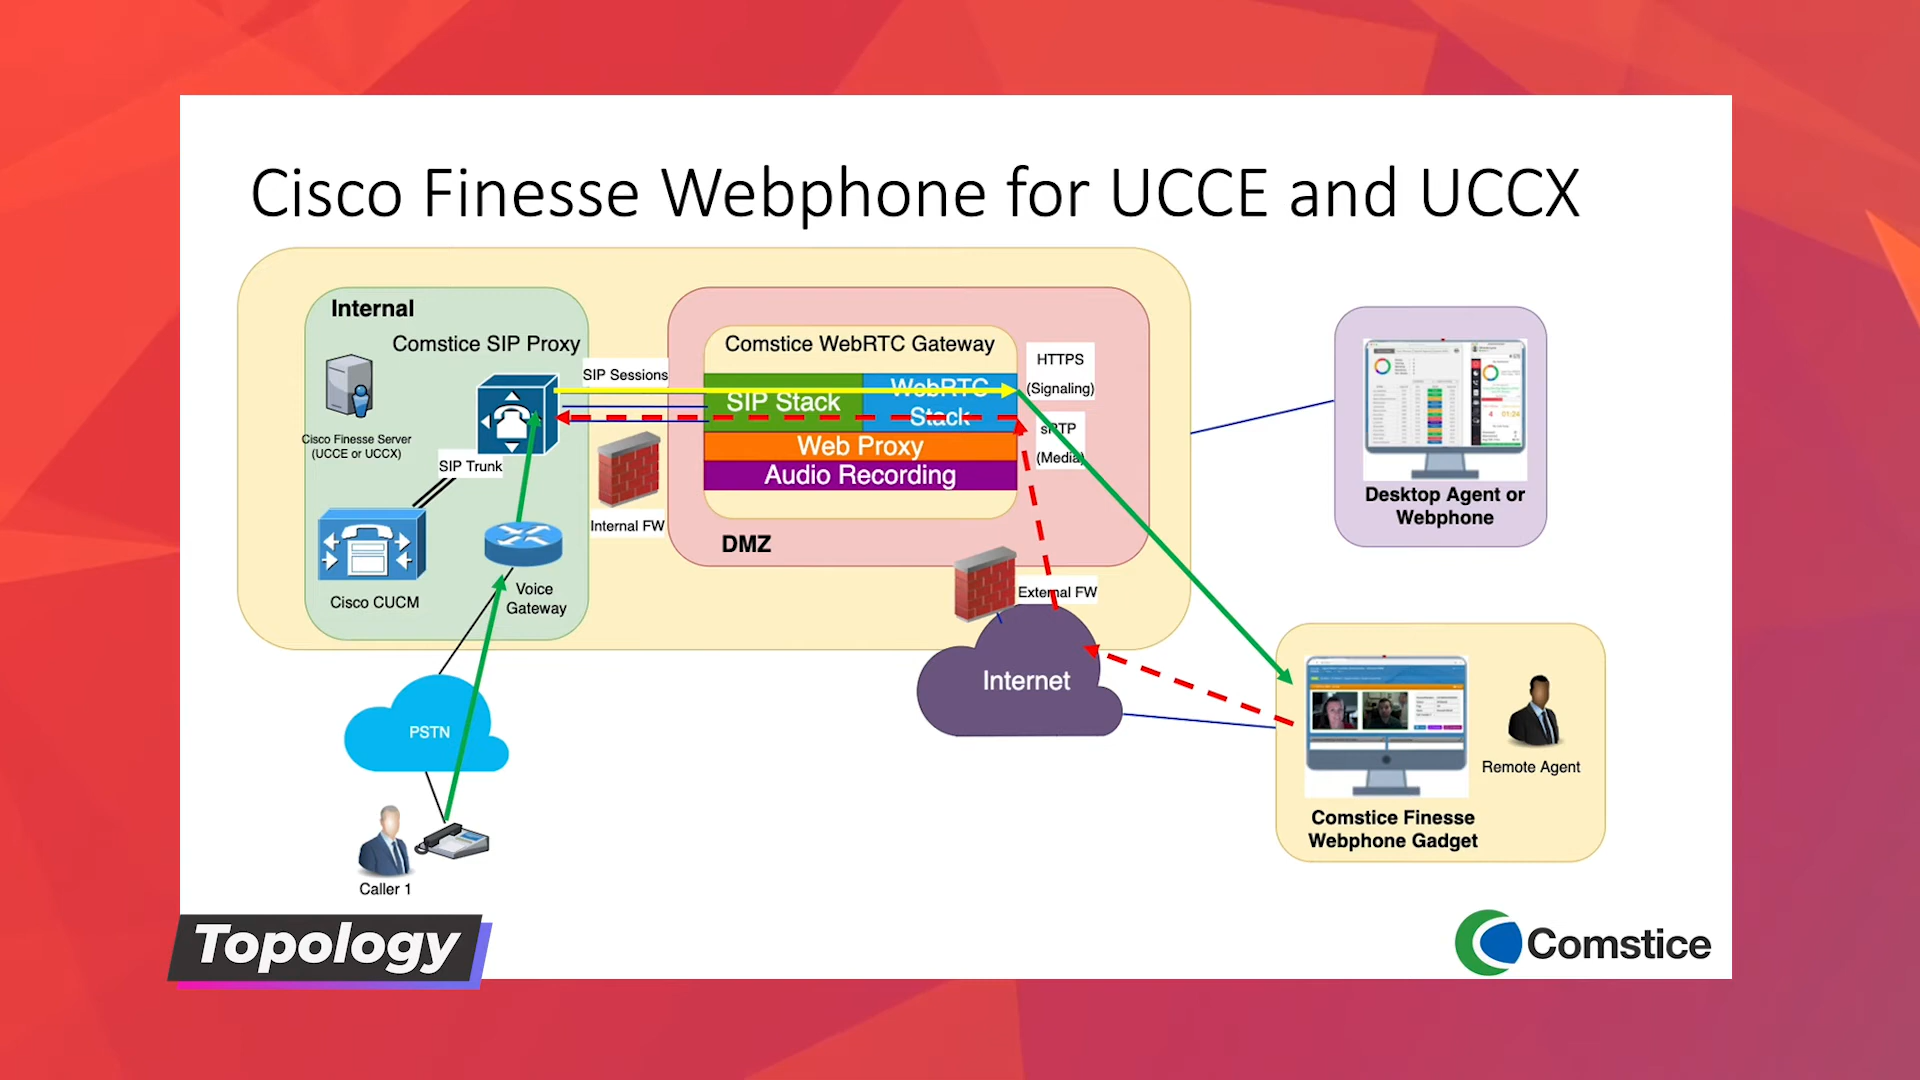 Cisco Finesse Webphone for UCCE and UCCX
Internal
Comstice SIP Proxy
Cisco Finesse Server
(UCCE or UCCX)
SIP Trunk
Cisco CUCM
Voice
Gateway
SIP Sessions
Internal FW
Comstice WebRTC Gateway
SIP Stack
WebRTC
Stack
Web Proxy
Audio Recording
DMZ
HTTPS
(Signaling)
sRTP
(Media)
External FW
Internet
PSTN
Caller 1
Desktop Agent or
Webphone
Remote Agent
Comstice Finesse
Webphone Gadget
Topology
Comstice